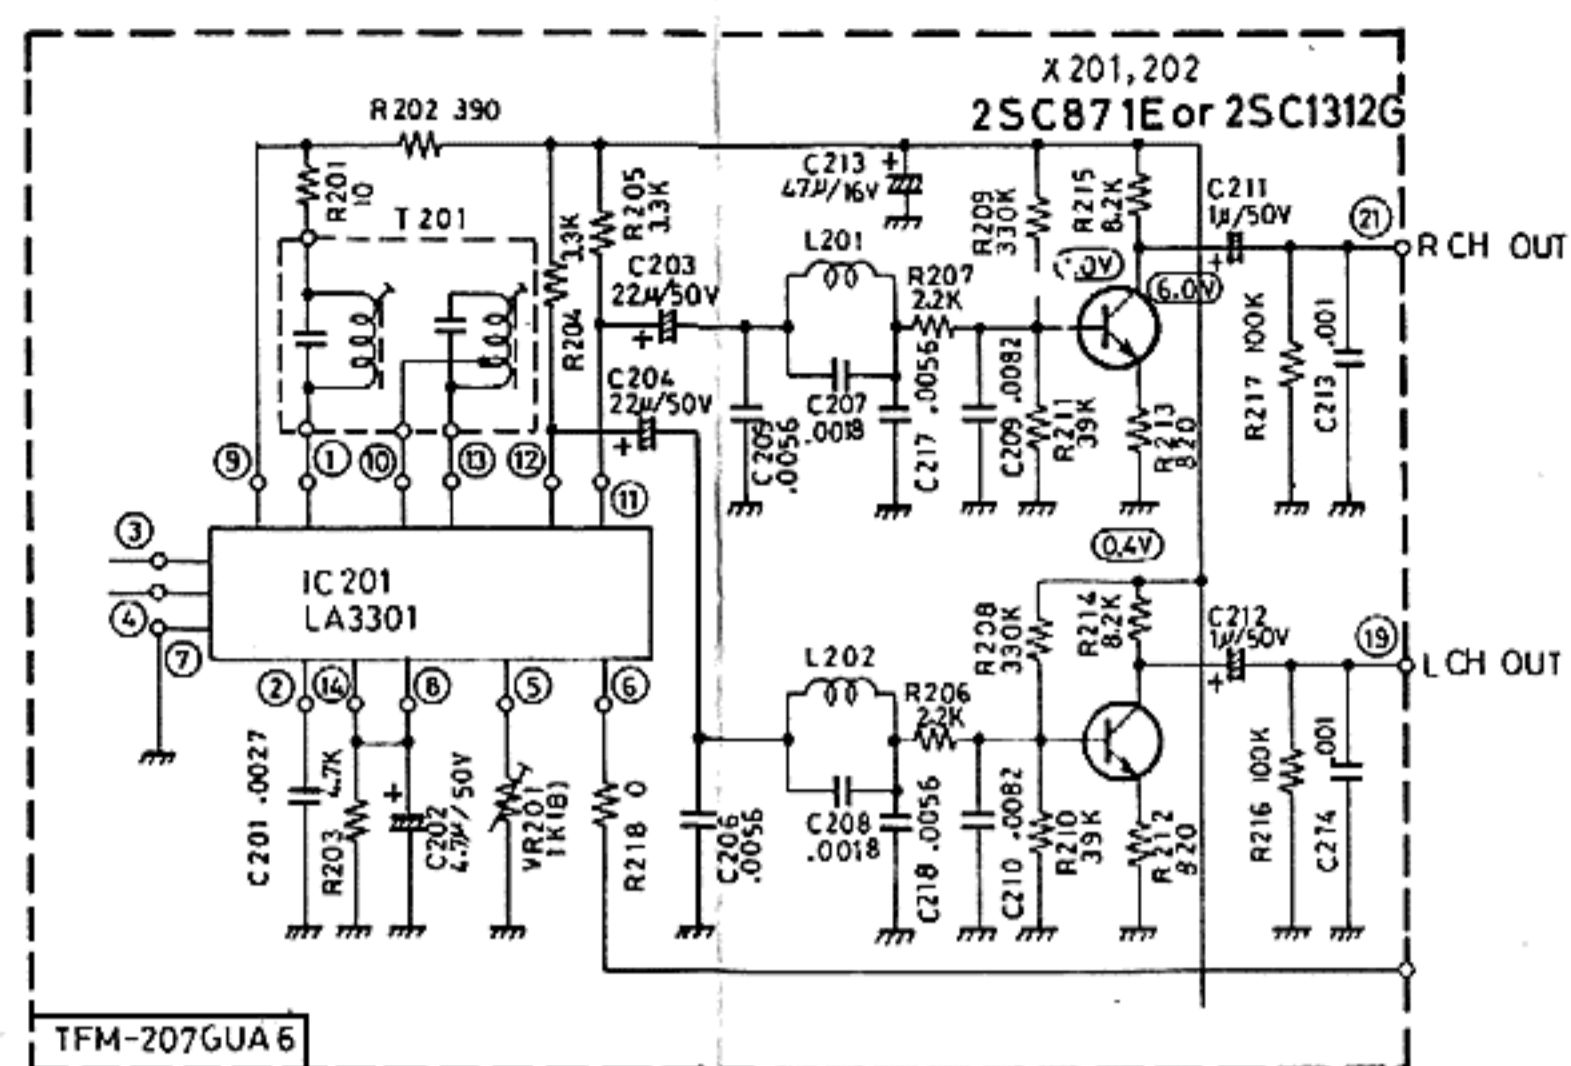 X201,202
2SC871E or 2SC1312G
R202 390
R201
10
T201
R205
3.3K
3.3K
R204
C203
22µ/50V
C204
22µ/50V
C213
47µ/16V
L201
R207
2.2K
R209
330K
R215
8.2K
6.0V
C211
1µ/50V
21
R CH OUT
C205
.0056
C207
.0018
C217 .0056
C209 .0082
R211
39K
R213
820
R217 100K
C213 .001
9
1
10
13
12
11
3
4
7
IC201
LA3301
2
14
8
5
6
C201 .0027
4.7K
R203
C202
4.7µ/50V
VR201
1K(B)
R218 0
0.4V
L202
R206
2.2K
R208
330K
R214
8.2K
C212
1µ/50V
19
L CH OUT
C206
.0056
C208
.0018
C218 .0056
C210 .0082
R210
39K
R212
820
R216 100K
C214 .001
TFM-207GUA6